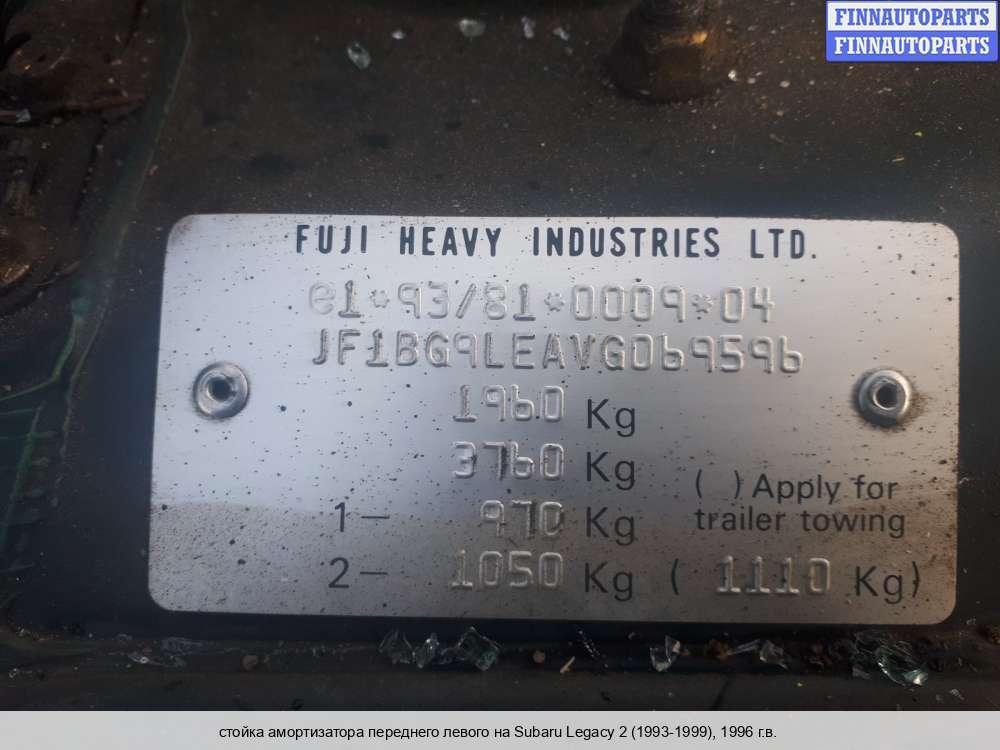 FINNAUTOPARTS
FINNAUTOPARTS
FUJI HEAVY INDUSTRIES LTD.
e1*93/81*0009*04
JF1BG9LEAVG069596
1960 Kg
3760 Kg
( ) Apply for
1- 970 Kg trailer towing
2- 1050 Kg ( 1110 Kg)
стойка амортизатора переднего левого на Subaru Legacy 2 (1993-1999), 1996 г.в.